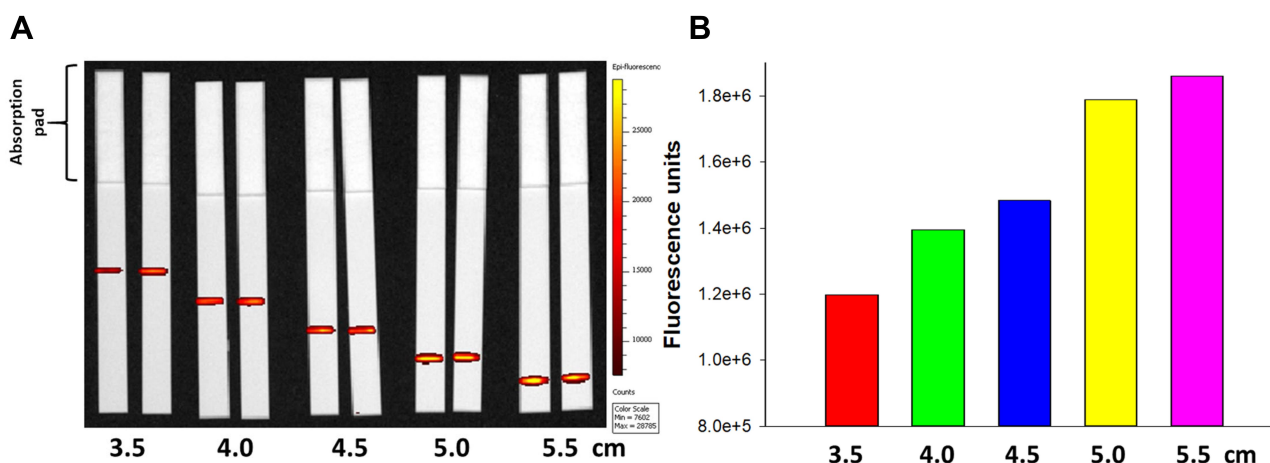 A
Absorption
pad
Epi-fluorescenc
25000
20000
15000
10000
Counts
Color Scale
Min = 7602
Max = 28785
3.5 4.0 4.5 5.0 5.5 cm
B
Fluorescence units
1.8e+6
1.6e+6
1.4e+6
1.2e+6
1.0e+6
8.0e+5
3.5 4.0 4.5 5.0 5.5 cm